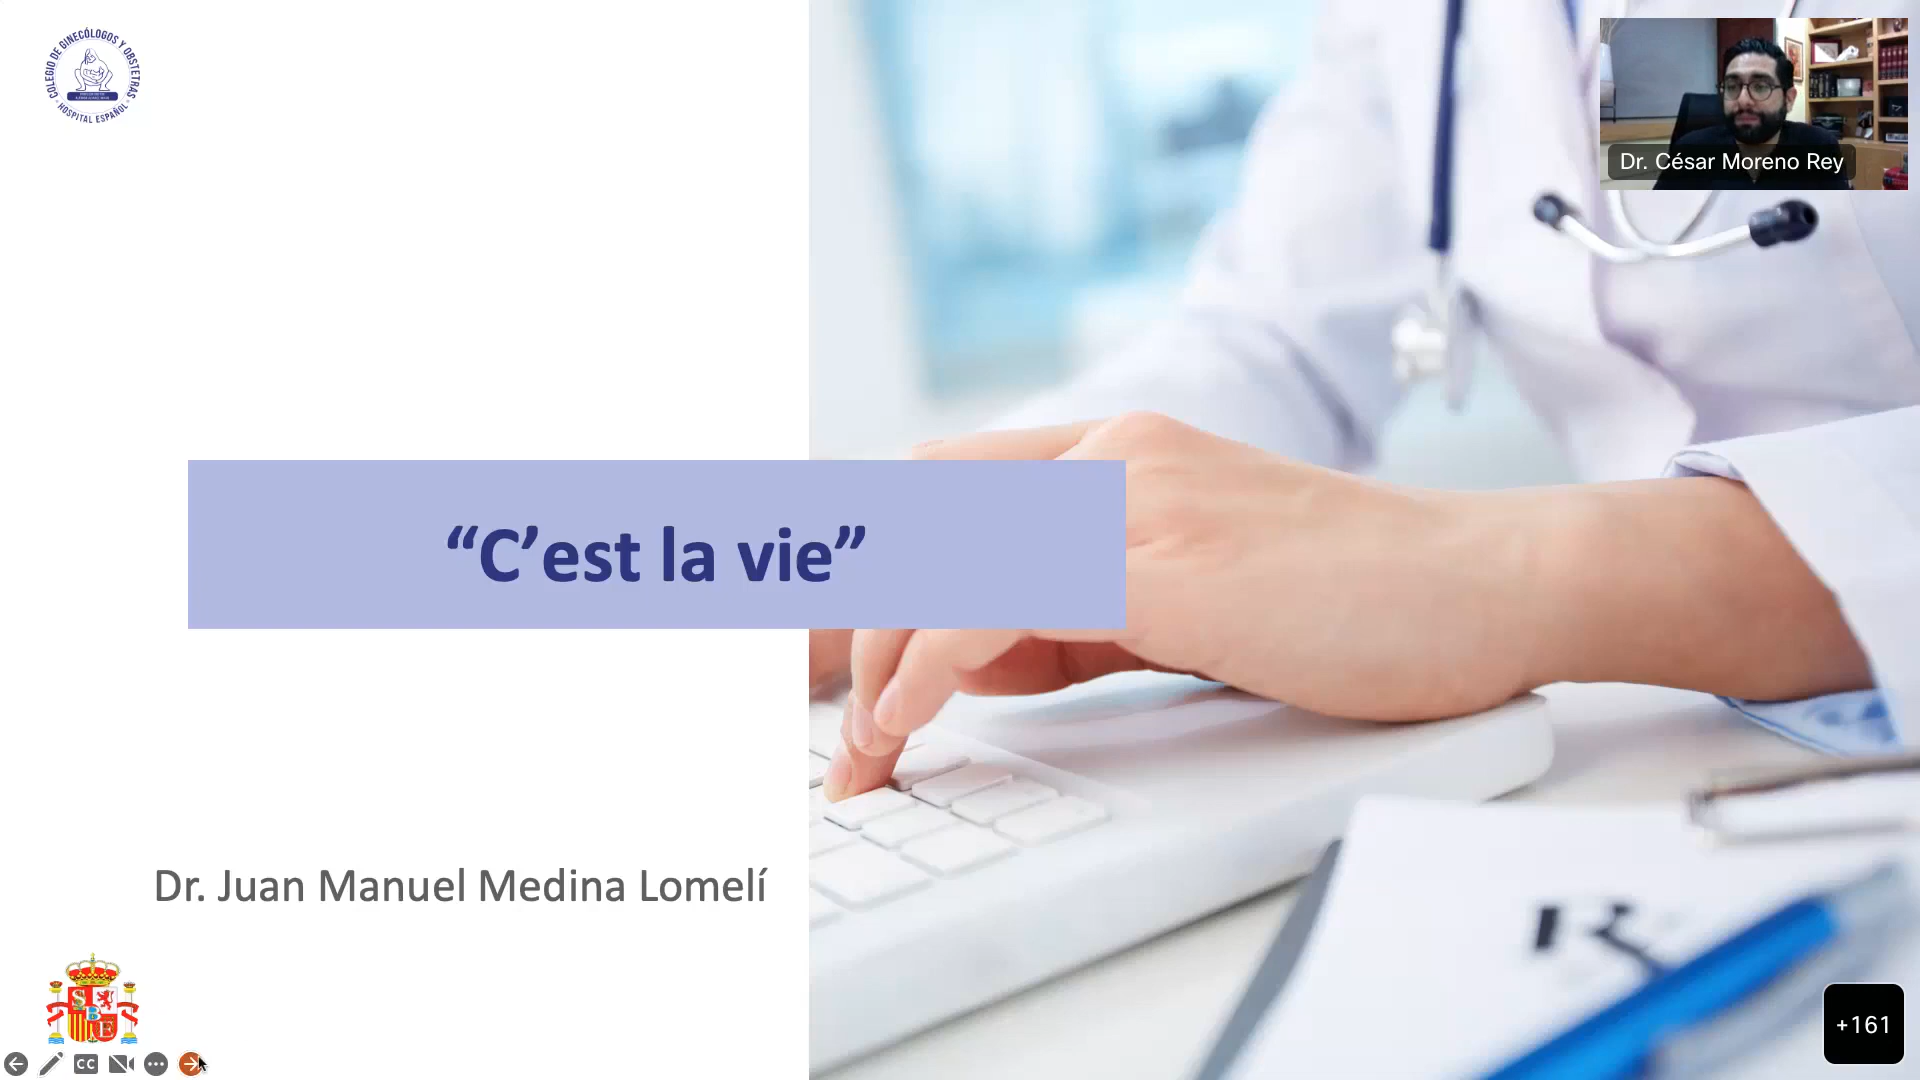 COLEGIO DE GINECÓLOGOS Y OBSTETRAS
HOSPITAL ESPAÑOL
Dr. César Moreno Rey
“C’est la vie”
Dr. Juan Manuel Medina Lomelí
S
B
E
CC
+161